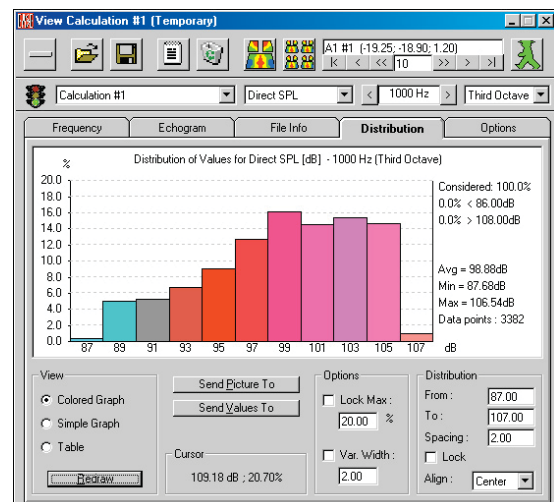 View Calculation #1 (Temporary)
A1 #1 (-19.25; -18.90; 1.20)
K < << 10 >> > >|
Calculation #1 Direct SPL < 1000 Hz > Third Octave
Frequency Echogram File Info Distribution Options
Distribution of Values for Direct SPL [dB] - 1000 Hz (Third Octave)
%
20.0
18.0
16.0
14.0
12.0
10.0
8.0
6.0
4.0
2.0
0.0
87 89 91 93 95 97 99 101 103 105 107 dB
Considered: 100.0%
0.0% < 86.00dB
0.0% > 108.00dB
Avg = 98.88dB
Min = 87.68dB
Max = 106.54dB
Data points : 3382
View
Colored Graph
Simple Graph
Table
Redraw
Send Picture To
Send Values To
Cursor
109.18 dB ; 20.70%
Options
Lock Max :
20.00 %
Var. Width :
2.00
Distribution
From : 87.00
To : 107.00
Spacing : 2.00
Lock
Align : Center